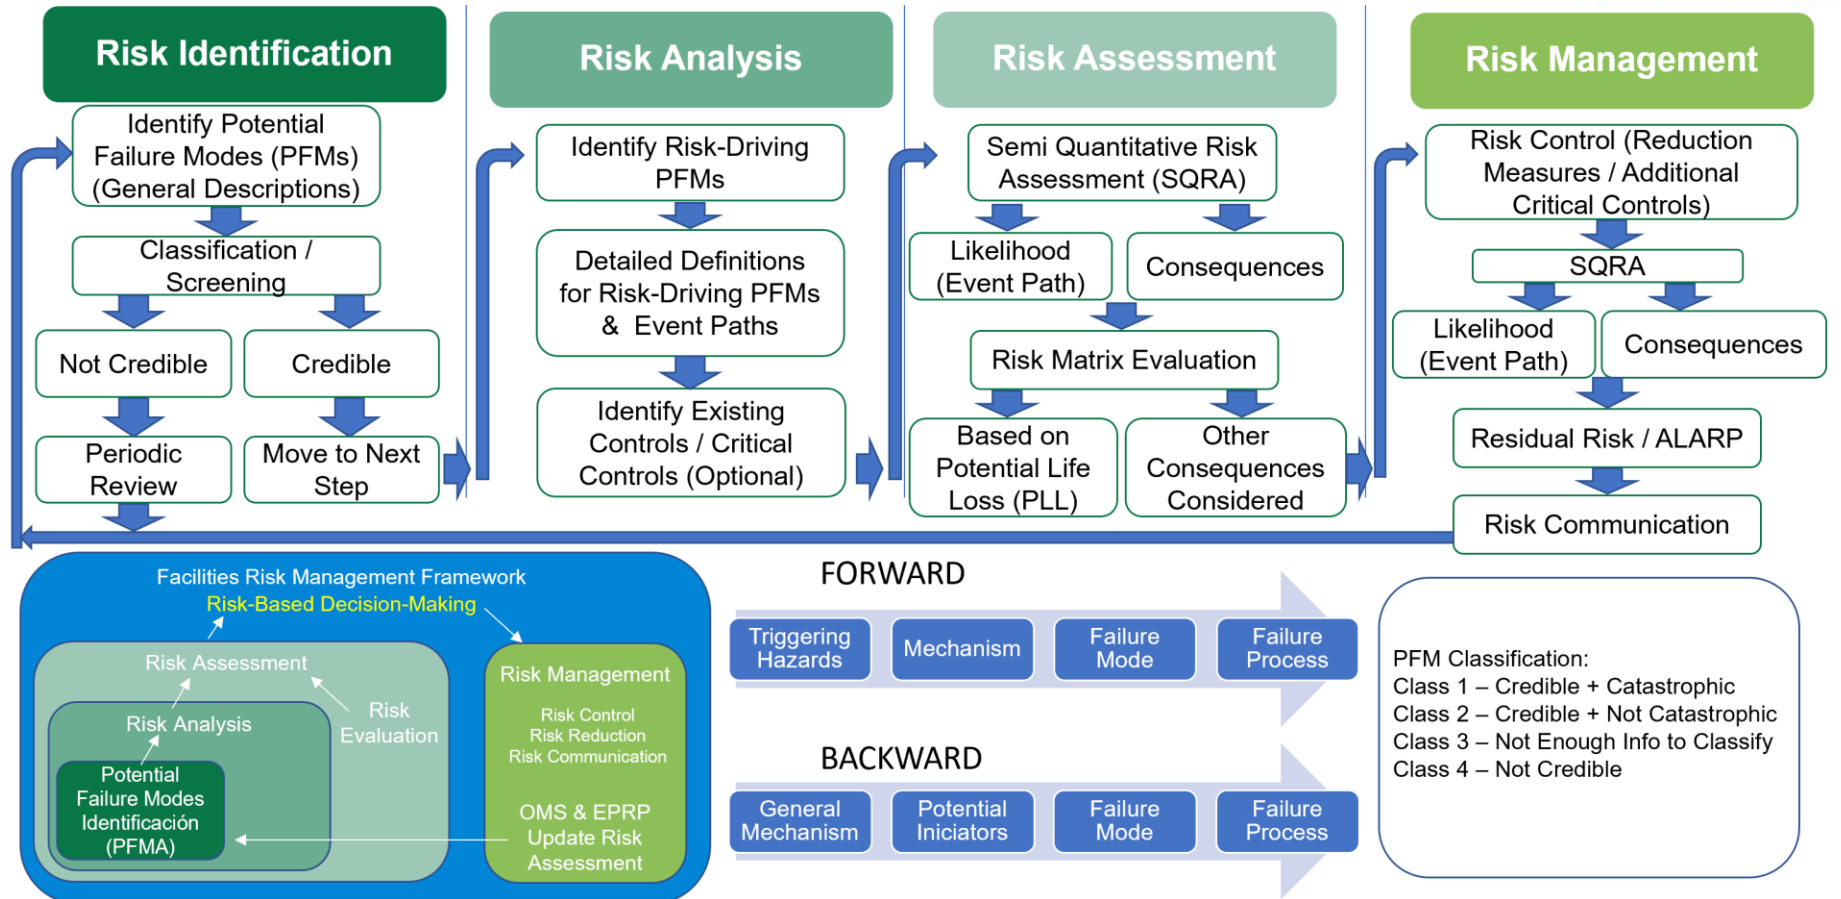 Risk Identification
Identify Potential
Failure Modes (PFMs)
(General Descriptions)
Classification /
Screening
Not Credible
Credible
Periodic
Review
Move to Next
Step
Risk Analysis
Identify Risk-Driving
PFMs
Detailed Definitions
for Risk-Driving PFMs
& Event Paths
Identify Existing
Controls / Critical
Controls (Optional)
Risk Assessment
Semi Quantitative Risk
Assessment (SQRA)
Likelihood
(Event Path)
Consequences
Risk Matrix Evaluation
Based on
Potential Life
Loss (PLL)
Other
Consequences
Considered
Risk Management
Risk Control (Reduction
Measures / Additional
Critical Controls)
SQRA
Likelihood
(Event Path)
Consequences
Residual Risk / ALARP
Risk Communication
Facilities Risk Management Framework
Risk-Based Decision-Making
Risk Assessment
Risk Analysis
Risk
Evaluation
Potential
Failure Modes
Identificación
(PFMA)
Risk Management
Risk Control
Risk Reduction
Risk Communication
OMS & EPRP
Update Risk
Assessment
FORWARD
Triggering
Hazards
Mechanism
Failure
Mode
Failure
Process
BACKWARD
General
Mechanism
Potential
Iniciators
Failure
Mode
Failure
Process
PFM Classification:
Class 1 – Credible + Catastrophic
Class 2 – Credible + Not Catastrophic
Class 3 – Not Enough Info to Classify
Class 4 – Not Credible